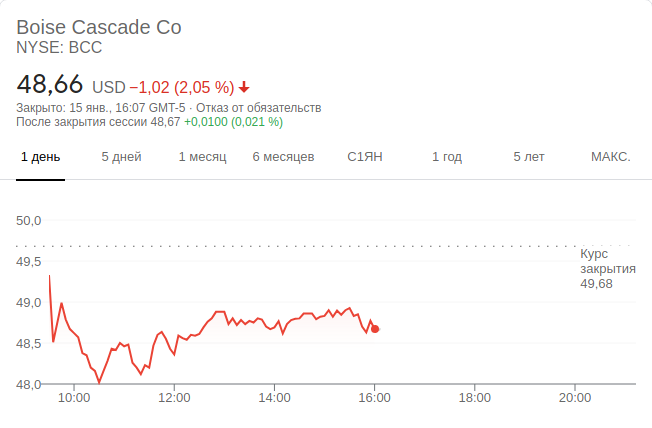 Boise Cascade Co
NYSE: BCC
48,66 USD −1,02 (2,05 %)
Закрыто: 15 янв., 16:07 GMT-5 · Отказ от обязательств
После закрытия сессии 48,67 +0,0100 (0,021 %)
1 день 5 дней 1 месяц 6 месяцев С1ЯН 1 год 5 лет МАКС.
50,0
49,5
49,0
48,5
48,0
Курс
закрытия
49,68
10:00 12:00 14:00 16:00 18:00 20:00